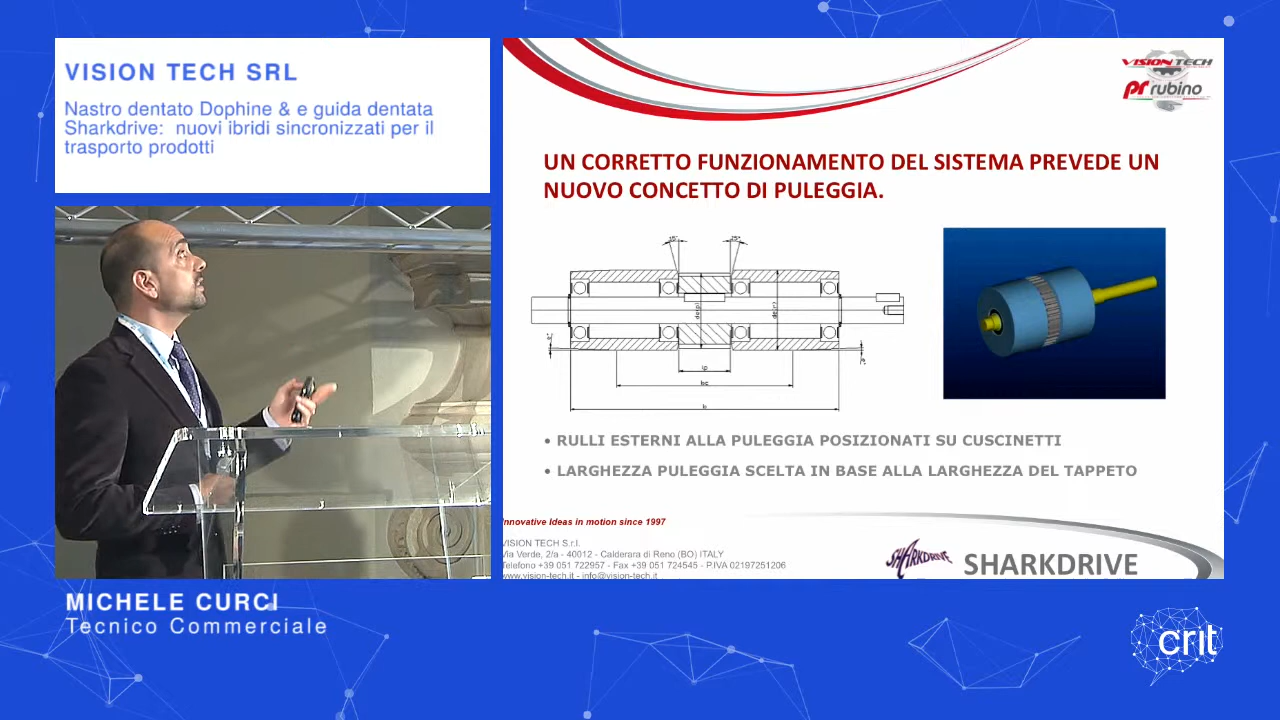 VISION TECH SRL
Nastro dentato Dophine & e guida dentata
Sharkdrive: nuovi ibridi sincronizzati per il
trasporto prodotti
VISION TECH
pr rubino
UN CORRETTO FUNZIONAMENTO DEL SISTEMA PREVEDE UN
NUOVO CONCETTO DI PULEGGIA.
• RULLI ESTERNI ALLA PULEGGIA POSIZIONATI SU CUSCINETTI
• LARGHEZZA PULEGGIA SCELTA IN BASE ALLA LARGHEZZA DEL TAPPETO
Innovative Ideas in motion since 1997
VISION TECH S.r.l.
Via Verde, 2/a - 40012 - Calderara di Reno (BO) ITALY
Telefono +39 051 722957 - Fax +39 051 724545 - P.IVA 02197251206
www.vision-tech.it - info@vision-tech.it
SHARKDRIVE
SHARKDRIVE
MICHELE CURCI
Tecnico Commerciale
crit